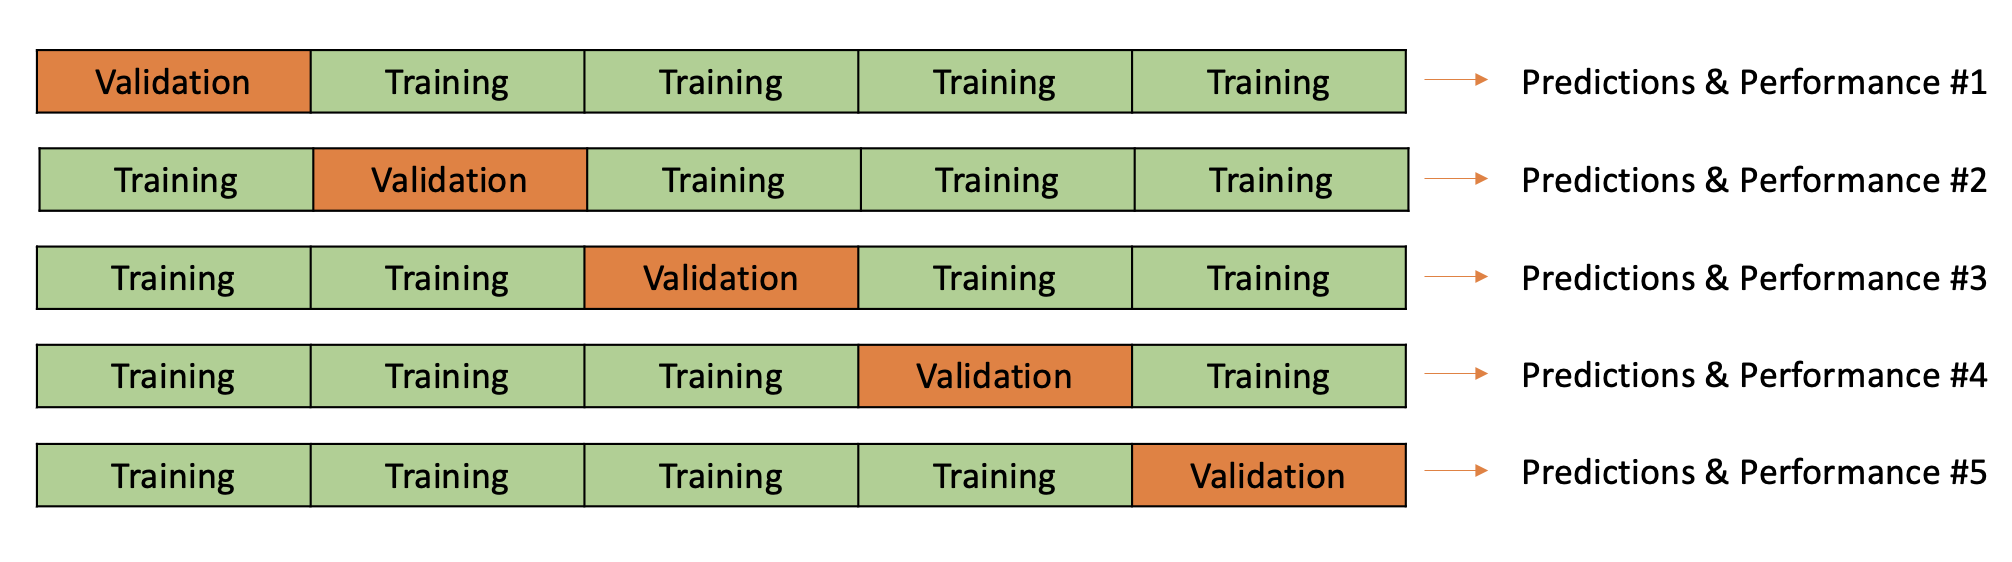 Validation Training Training Training Training Predictions & Performance #1
Training Validation Training Training Training Predictions & Performance #2
Training Training Validation Training Training Predictions & Performance #3
Training Training Training Validation Training Predictions & Performance #4
Training Training Training Training Validation Predictions & Performance #5